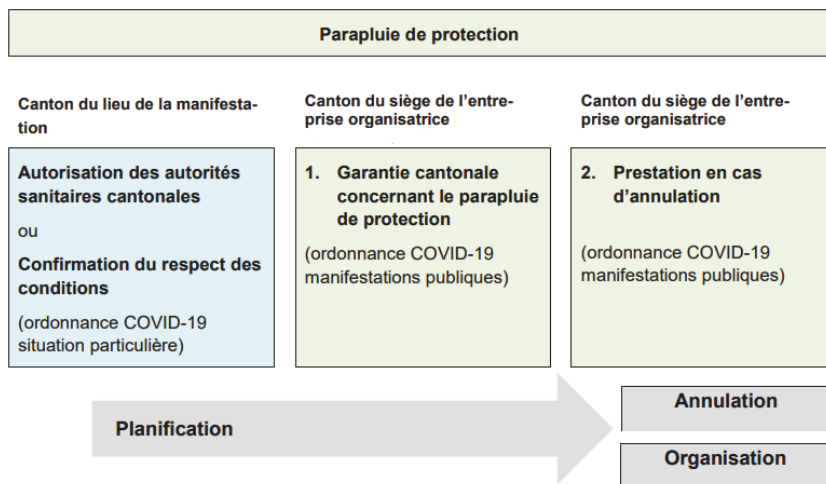 Parapluie de protection
Canton du lieu de la manifesta-
tion
Autorisation des autorités
sanitaires cantonales
ou
Confirmation du respect des
conditions
(ordonnance COVID-19
situation particulière)
Canton du siège de l'entre-
prise organisatrice
1. Garantie cantonale
concernant le parapluie
de protection
(ordonnance COVID-19
manifestations publiques)
Canton du siège de l'entre-
prise organisatrice
2. Prestation en cas
d'annulation
(ordonnance COVID-19
manifestations publiques)
Planification
Annulation
Organisation